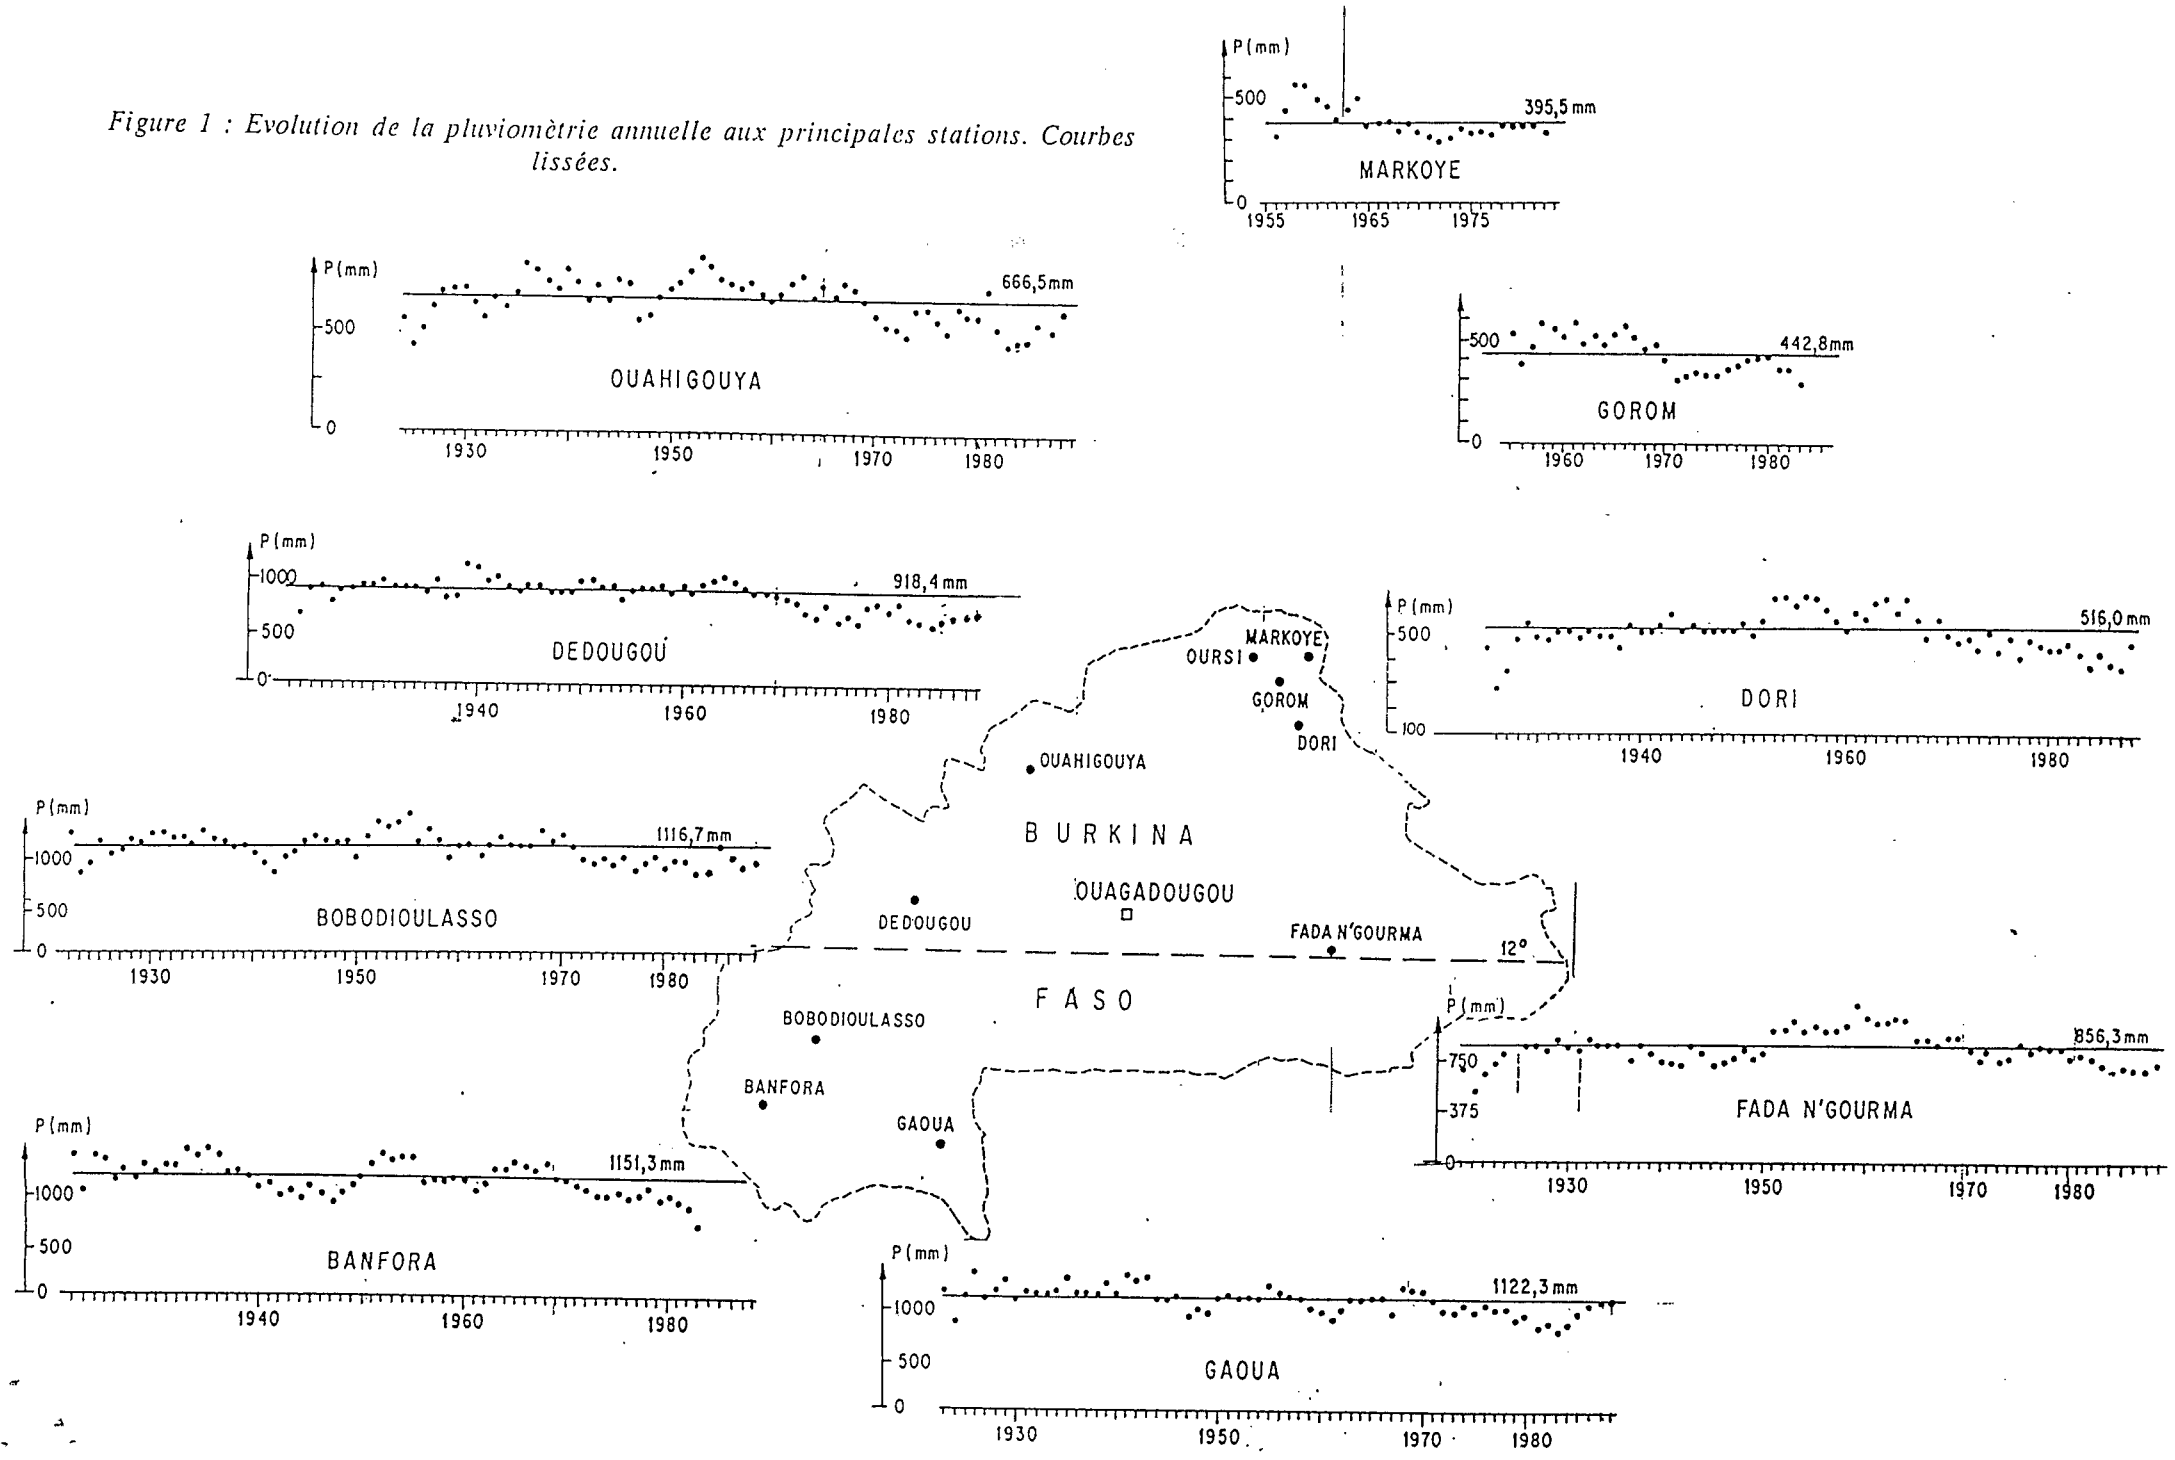 Figure 1 : Evolution de la pluviomètrie annuelle aux principales stations. Courbes
lissées.
P(mm)
500
0
395,5 mm
MARKOYE
1955 1965 1975
P(mm)
500
0
666,5mm
OUAHIGOUYA
1930 1950 1970 1980
500
0
442,8mm
GOROM
1960 1970 1980
P(mm)
1000
500
0
918,4mm
DEDOUGOU
1940 1960 1980
P(mm)
500
100
516,0mm
DORI
1940 1960 1980
MARKOYE
OURSI
GOROM
DORI
OUAHIGOUYA
BURKINA
OUAGADOUGOU
DEDOUGOU
FADA N'GOURMA
12°
FASO
BOBODIOULASSO
BANFORA
GAOUA
P(mm)
1000
500
0
1116,7mm
BOBODIOULASSO
1930 1950 1970 1980
P(mm)
750
375
0
856,3mm
FADA N'GOURMA
1930 1950 1970 1980
P(mm)
1000
500
0
1151,3mm
BANFORA
1940 1960 1980
P(mm)
1000
500
0
1122,3mm
GAOUA
1930 1950 1970 1980